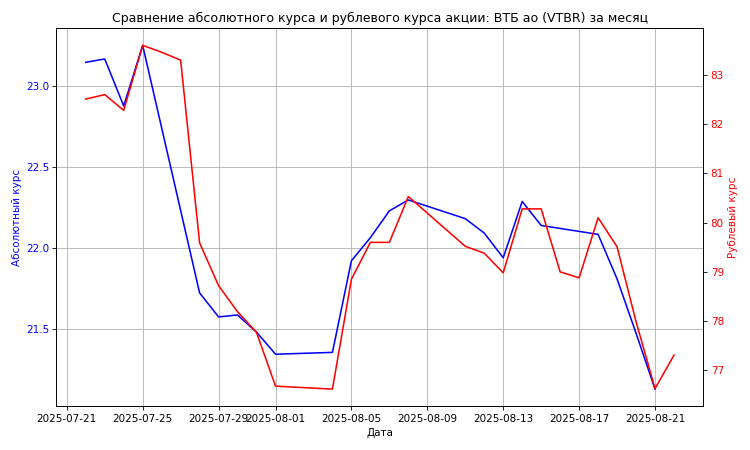 Сравнение абсолютного курса и рублевого курса акции: ВТБ ао (VTBR) за месяц
Абсолютный курс
23.0
22.5
22.0
21.5
83
82
81
80
79
78
77
Рублевый курс
2025-07-21 2025-07-25 2025-07-29 2025-08-01 2025-08-05 2025-08-09 2025-08-13 2025-08-17 2025-08-21
Дата